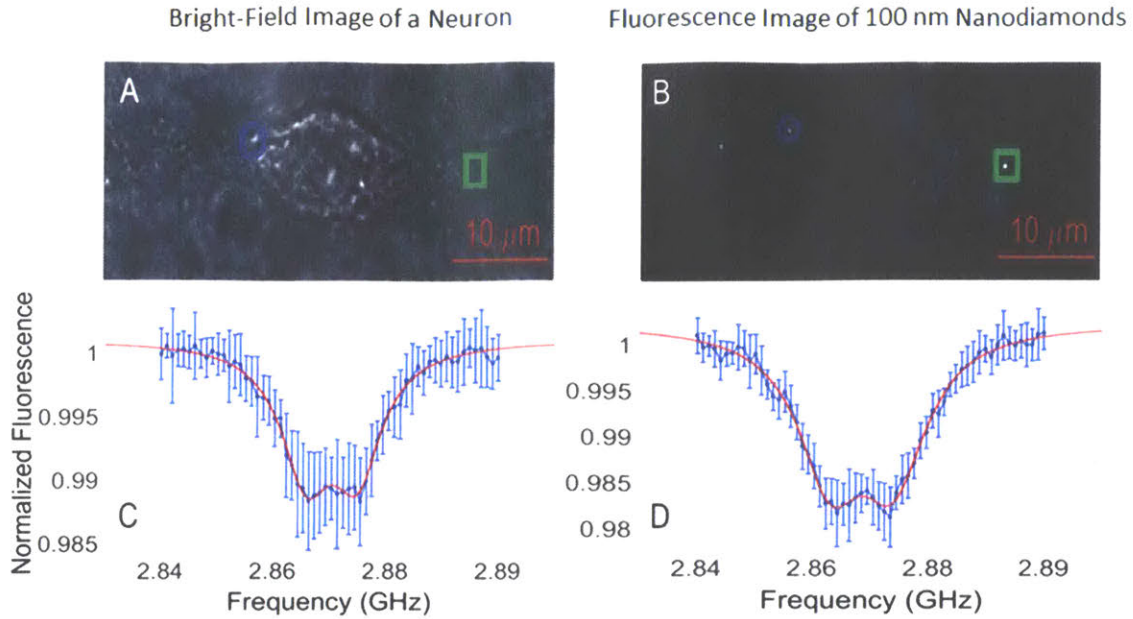 Bright-Field Image of a Neuron
Fluorescence Image of 100 nm Nanodiamonds
A
B
10 μm
10 μm
Normalized Fluorescence
1
0.995
0.99
0.985
C
2.84
2.86
2.88
2.89
Frequency (GHz)
1
0.995
0.99
0.985
0.98
D
2.84
2.86
2.88
2.89
Frequency (GHz)